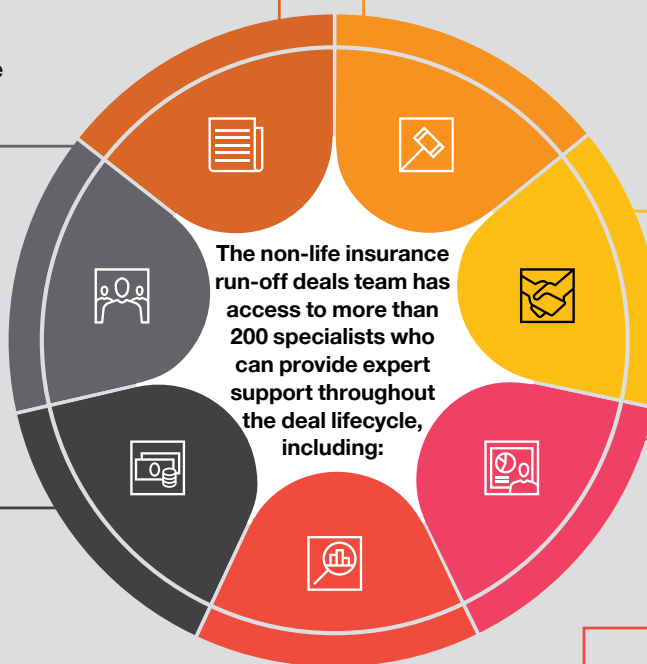 e
The non-life insurance
run-off deals team has
access to more than
200 specialists who
can provide expert
support throughout
the deal lifecycle,
including: